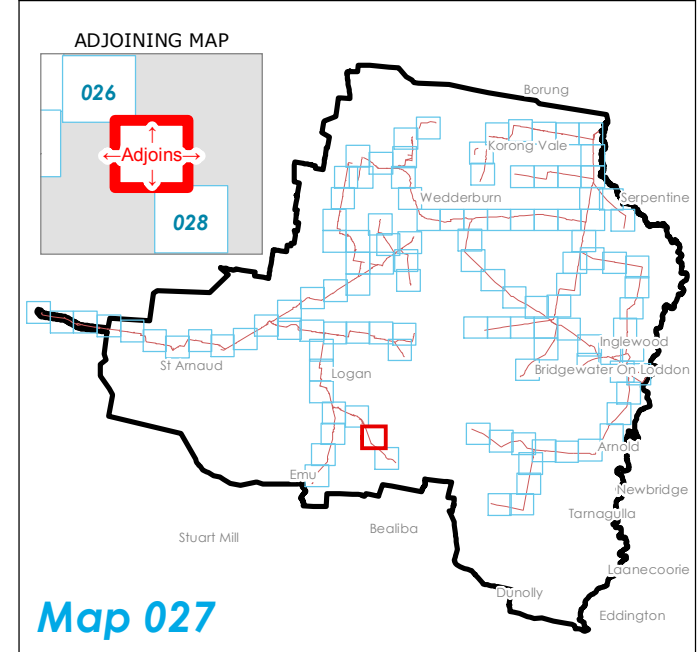 ADJOINING MAP
026
Adjoins
028
Borung
Korong Vale
Wedderburn
Serpentine
Inglewood
St Arnaud
Bridgewater On Loddon
Logan
Arnold
Emu
Newbridge
Tarnagulla
Bealiba
Stuart Mill
Laanecoorie
Dunolly
Eddington
Map 027